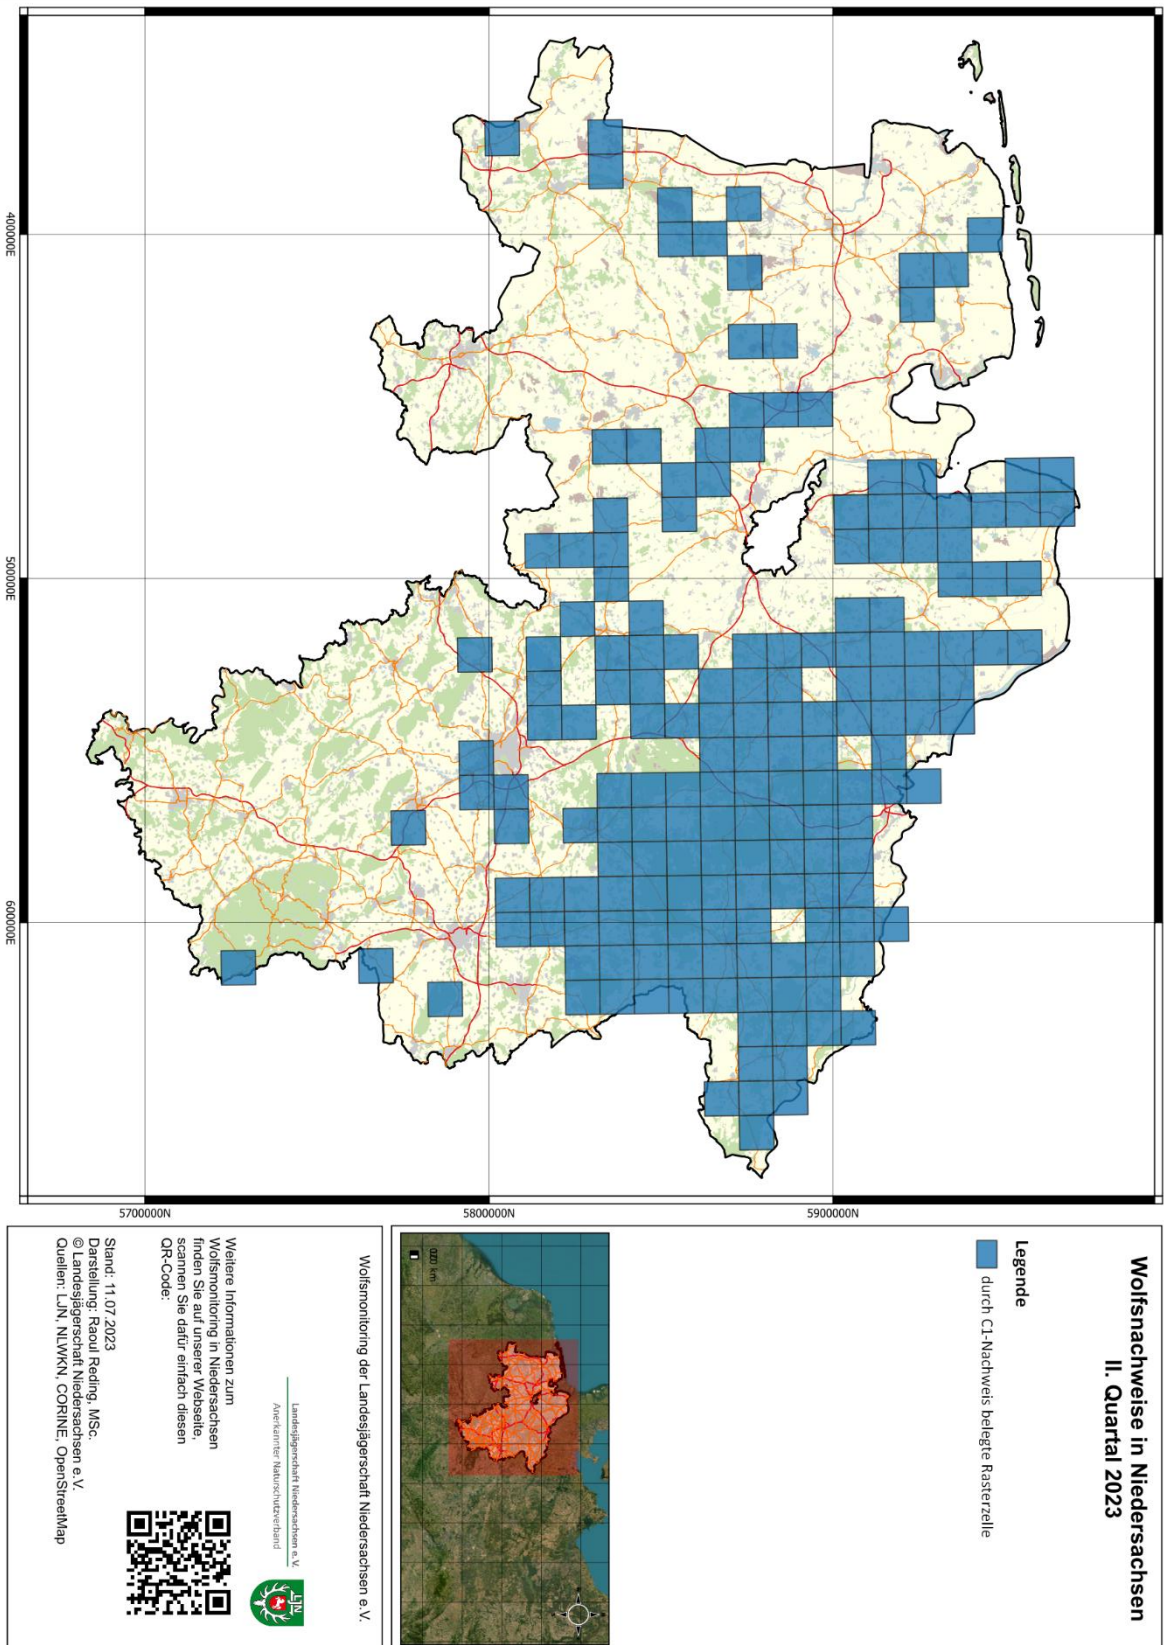 Wolfsnachweise in Niedersachsen
II. Quartal 2023
Legende
durch C1-Nachweis belegte Rasterzelle
400000E
500000E
600000E
5700000N
5800000N
5900000N
Wolfsmonitoring der Landesjägerschaft Niedersachsen e.V.
Landesjägerschaft Niedersachsen e. V.
Anerkannter Naturschutzverband
LJN
Weitere Informationen zum
Wolfsmonitoring in Niedersachsen
finden Sie auf unserer Webseite,
scannen Sie dafür einfach diesen
QR-Code:
Stand: 11.07.2023
Darstellung: Raoul Reding, MSc.
© Landesjägerschaft Niedersachsen e.V.
Quellen: LJN, NLWKN, CORINE, OpenStreetMap